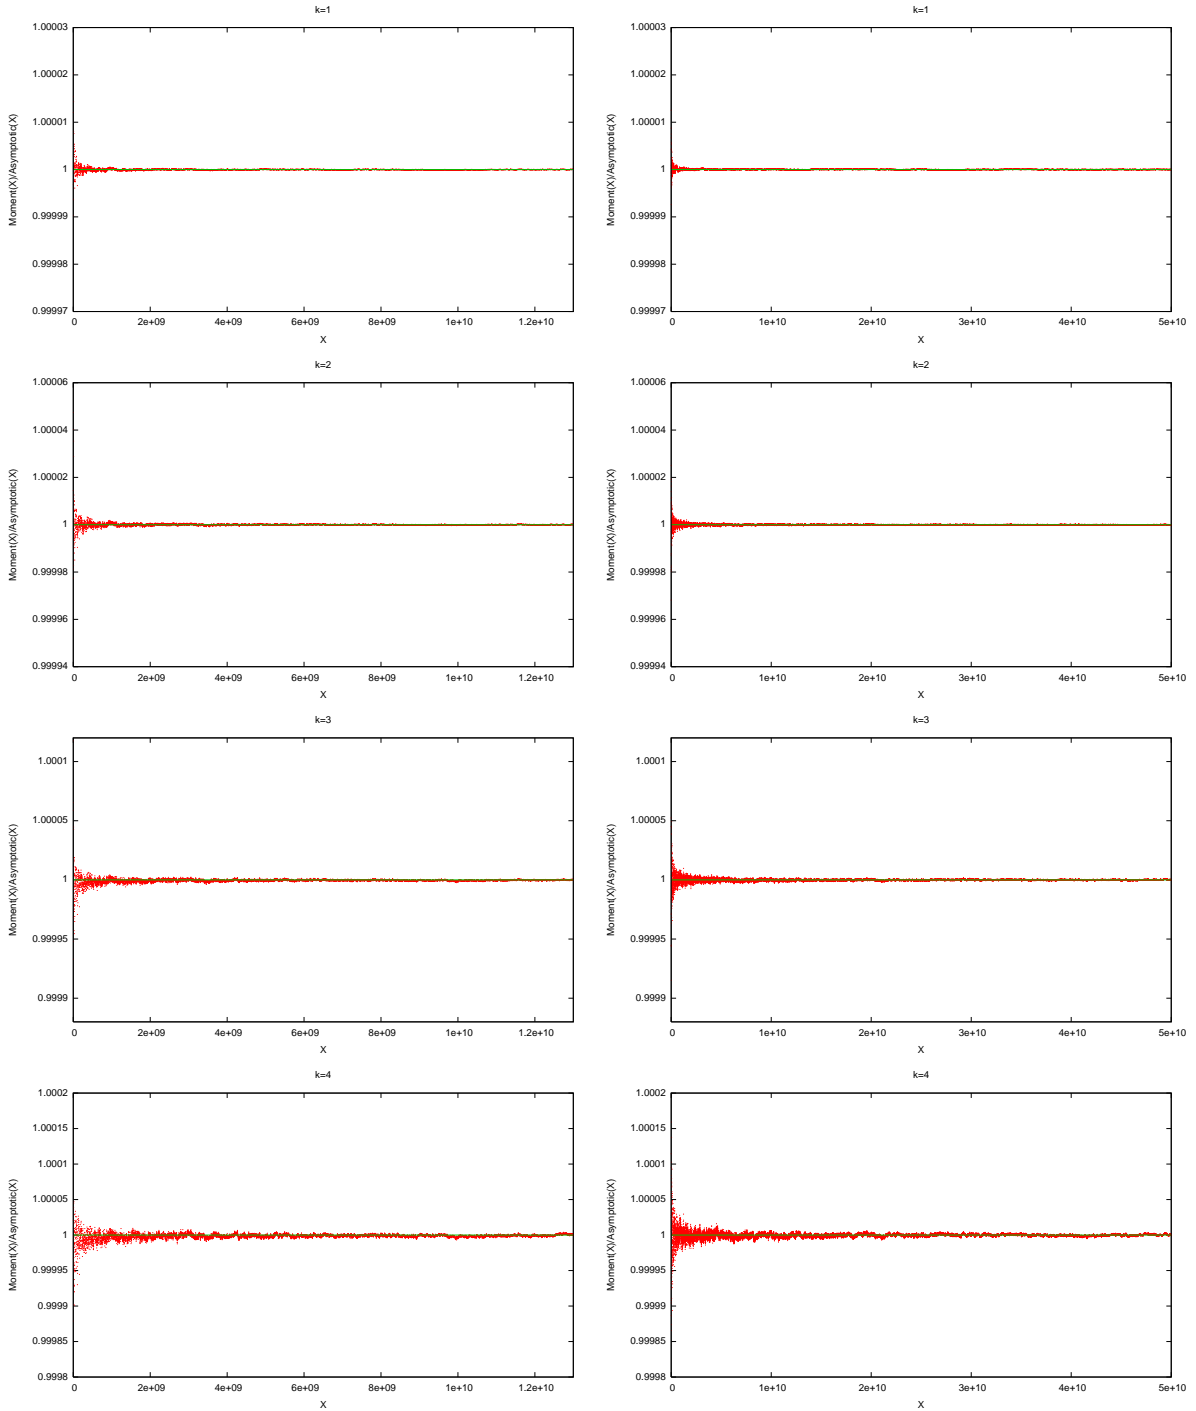 k=1
1.00003
1.00002
1.00001
1
0.99999
0.99998
0.99997
Moment(X)/Asymptotic(X)
0 2e+09 4e+09 6e+09 8e+09 1e+10 1.2e+10
X
k=1
1.00003
1.00002
1.00001
1
0.99999
0.99998
0.99997
Moment(X)/Asymptotic(X)
0 1e+10 2e+10 3e+10 4e+10 5e+10
X
k=2
1.00006
1.00004
1.00002
1
0.99998
0.99996
0.99994
Moment(X)/Asymptotic(X)
0 2e+09 4e+09 6e+09 8e+09 1e+10 1.2e+10
X
k=2
1.00006
1.00004
1.00002
1
0.99998
0.99996
0.99994
Moment(X)/Asymptotic(X)
0 1e+10 2e+10 3e+10 4e+10 5e+10
X
k=3
1.0001
1.00005
1
0.99995
0.9999
Moment(X)/Asymptotic(X)
0 2e+09 4e+09 6e+09 8e+09 1e+10 1.2e+10
X
k=3
1.0001
1.00005
1
0.99995
0.9999
Moment(X)/Asymptotic(X)
0 1e+10 2e+10 3e+10 4e+10 5e+10
X
k=4
1.0002
1.00015
1.0001
1.00005
1
0.99995
0.9999
0.99985
0.9998
Moment(X)/Asymptotic(X)
0 2e+09 4e+09 6e+09 8e+09 1e+10 1.2e+10
X
k=4
1.0002
1.00015
1.0001
1.00005
1
0.99995
0.9999
0.99985
0.9998
Moment(X)/Asymptotic(X)
0 1e+10 2e+10 3e+10 4e+10 5e+10
X